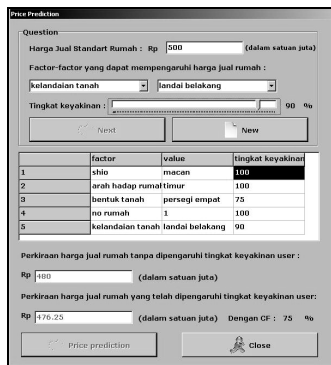 Price Prediction
Question
Harga Jual Standart Rumah : Rp 500 (dalam satuan juta)
Factor-factor yang dapat mempengaruhi harga jual rumah :
kelandaian tanah landai belakang
Tingkat keyakinan : 90 %
Next New
factor value tingkat keyakinan
1 shio macan 100
2 arah hadap rumal timur 100
3 bentuk tanah persegi empat 75
4 no rumah 1 100
5 kelandaian tanah landai belakang 90
Perkiraan harga jual rumah tanpa dipengaruhi tingkat keyakinan user :
Rp 480 (dalam satuan juta)
Perkiraan harga jual rumah yang telah dipengaruhi tingkat keyakinan user:
Rp 476.25 (dalam satuan juta) Dengan CF : 75 %
Price prediction Close